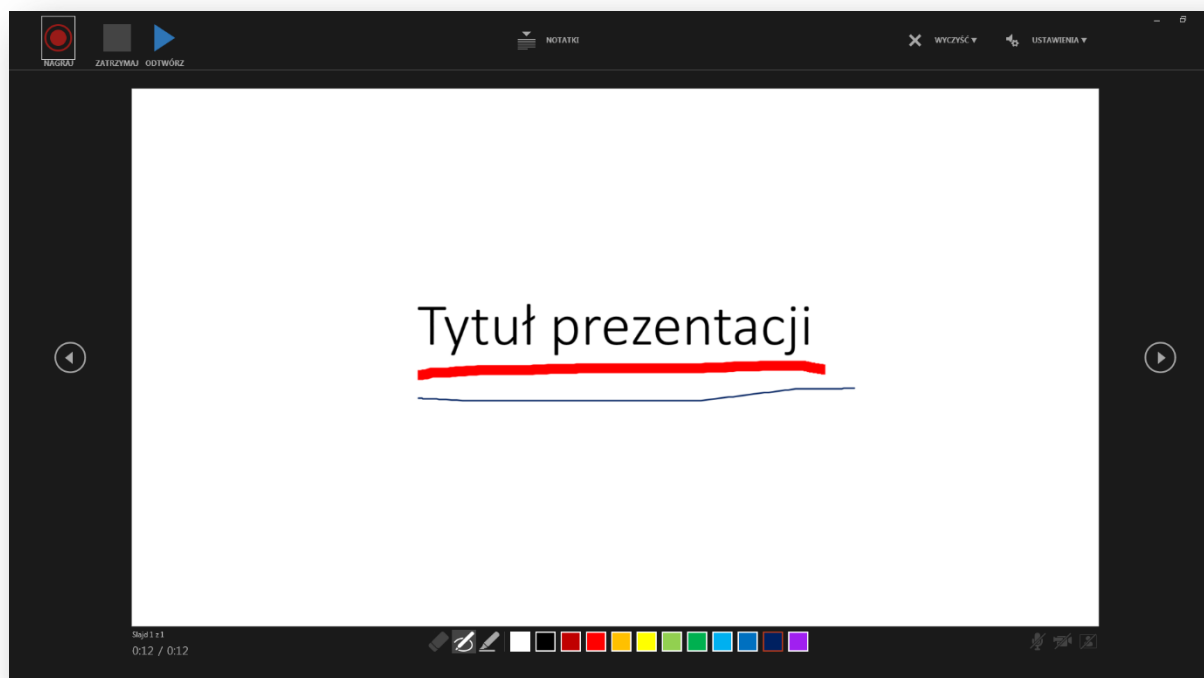 NAGRAJ ZATRZYMAJ ODTWÓRZ
NOTATKI
WYCZYŚĆ
USTAWIENIA
Tytuł prezentacji
Slajd 1 z 1
0:12 / 0:12